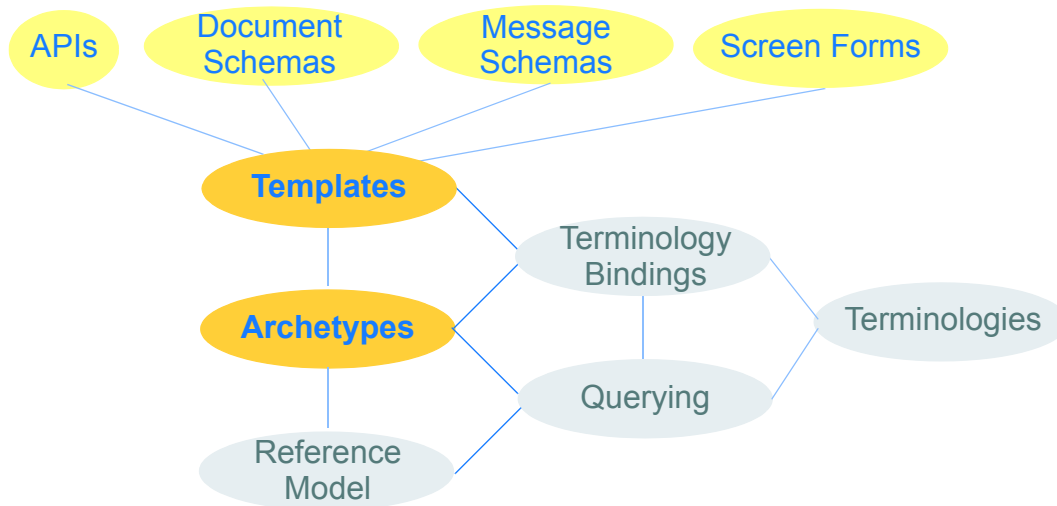 APIs
Document
Schemas
Message
Schemas
Screen Forms
Templates
Terminology
Bindings
Archetypes
Terminologies
Querying
Reference
Model